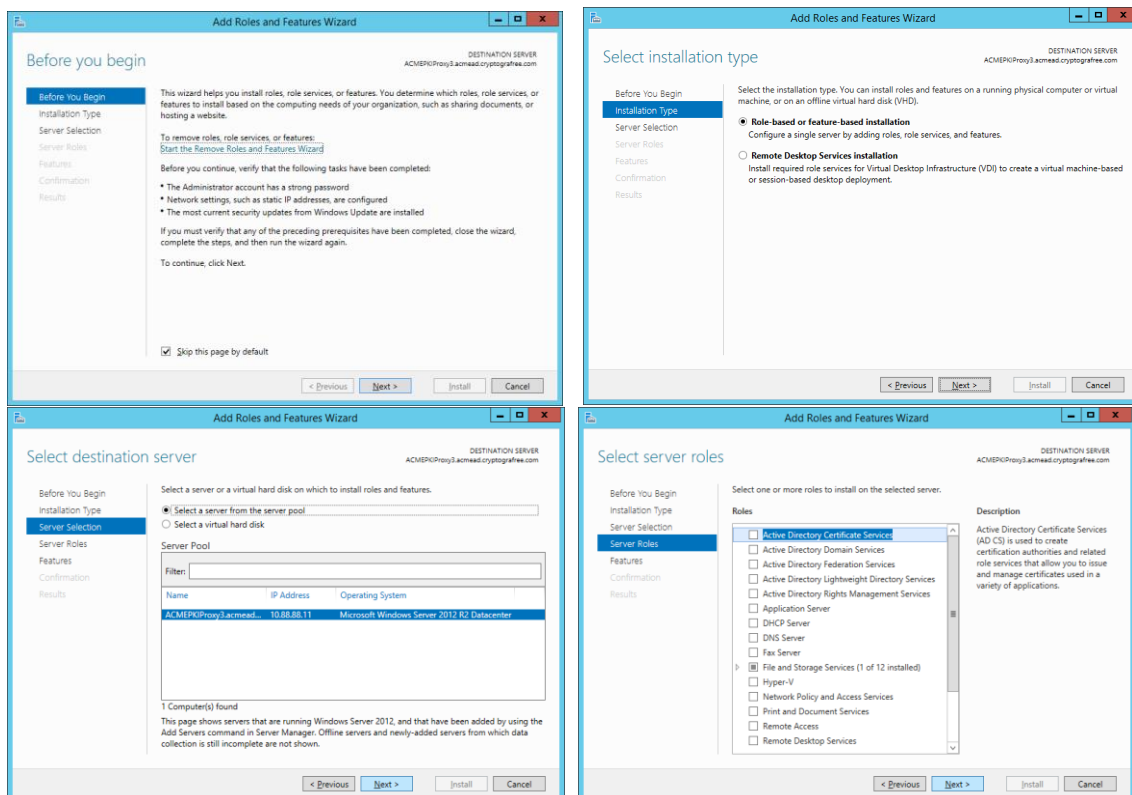 Add Roles and Features Wizard
Before you begin
DESTINATION SERVER
ACMEPKIProxy3.acmead.cryptografree.com
Before You Begin
Installation Type
Server Selection
Server Roles
Features
Confirmation
Results
This wizard helps you install roles, role services, or features. You determine which roles, role services, or
features to install based on the computing needs of your organization, such as sharing documents, or
hosting a website.
To remove roles, role services, or features:
Start the Remove Roles and Features Wizard
Before you continue, verify that the following tasks have been completed:
• The Administrator account has a strong password
• Network settings, such as static IP addresses, are configured
• The most current security updates from Windows Update are installed
If you must verify that any of the preceding prerequisites have been completed, close the wizard,
complete the steps, and then run the wizard again.
To continue, click Next.
Skip this page by default
< Previous Next > Install Cancel
Add Roles and Features Wizard
Select installation type
DESTINATION SERVER
ACMEPKIProxy3.acmead.cryptografree.com
Before You Begin
Installation Type
Server Selection
Server Roles
Features
Confirmation
Results
Select the installation type. You can install roles and features on a running physical computer or virtual
machine, or on an offline virtual hard disk (VHD).
Role-based or feature-based installation
Configure a single server by adding roles, role services, and features.
Remote Desktop Services installation
Install required role services for Virtual Desktop Infrastructure (VDI) to create a virtual machine-based
or session-based desktop deployment.
< Previous Next > Install Cancel
Add Roles and Features Wizard
Select destination server
DESTINATION SERVER
ACMEPKIProxy3.acmead.cryptografree.com
Before You Begin
Installation Type
Server Selection
Server Roles
Features
Confirmation
Results
Select a server or a virtual hard disk on which to install roles and features.
Select a server from the server pool
Select a virtual hard disk
Server Pool
Filter:
Name IP Address Operating System
ACMEPKIProxy3.acmead... 10.88.88.11 Microsoft Windows Server 2012 R2 Datacenter
1 Computer(s) found
This page shows servers that are running Windows Server 2012, and that have been added by using the
Add Servers command in Server Manager. Offline servers and newly-added servers from which data
collection is still incomplete are not shown.
< Previous Next > Install Cancel
Add Roles and Features Wizard
Select server roles
DESTINATION SERVER
ACMEPKIProxy3.acmead.cryptografree.com
Before You Begin
Installation Type
Server Selection
Server Roles
Features
Confirmation
Results
Select one or more roles to install on the selected server.
Roles
Active Directory Certificate Services
Active Directory Domain Services
Active Directory Federation Services
Active Directory Lightweight Directory Services
Active Directory Rights Management Services
Application Server
DHCP Server
DNS Server
Fax Server
File and Storage Services (1 of 12 installed)
Hyper-V
Network Policy and Access Services
Print and Document Services
Remote Access
Remote Desktop Services
Description
Active Directory Certificate Services
(AD CS) is used to create
certification authorities and related
role services that allow you to issue
and manage certificates used in a
variety of applications.
< Previous Next > Install Cancel